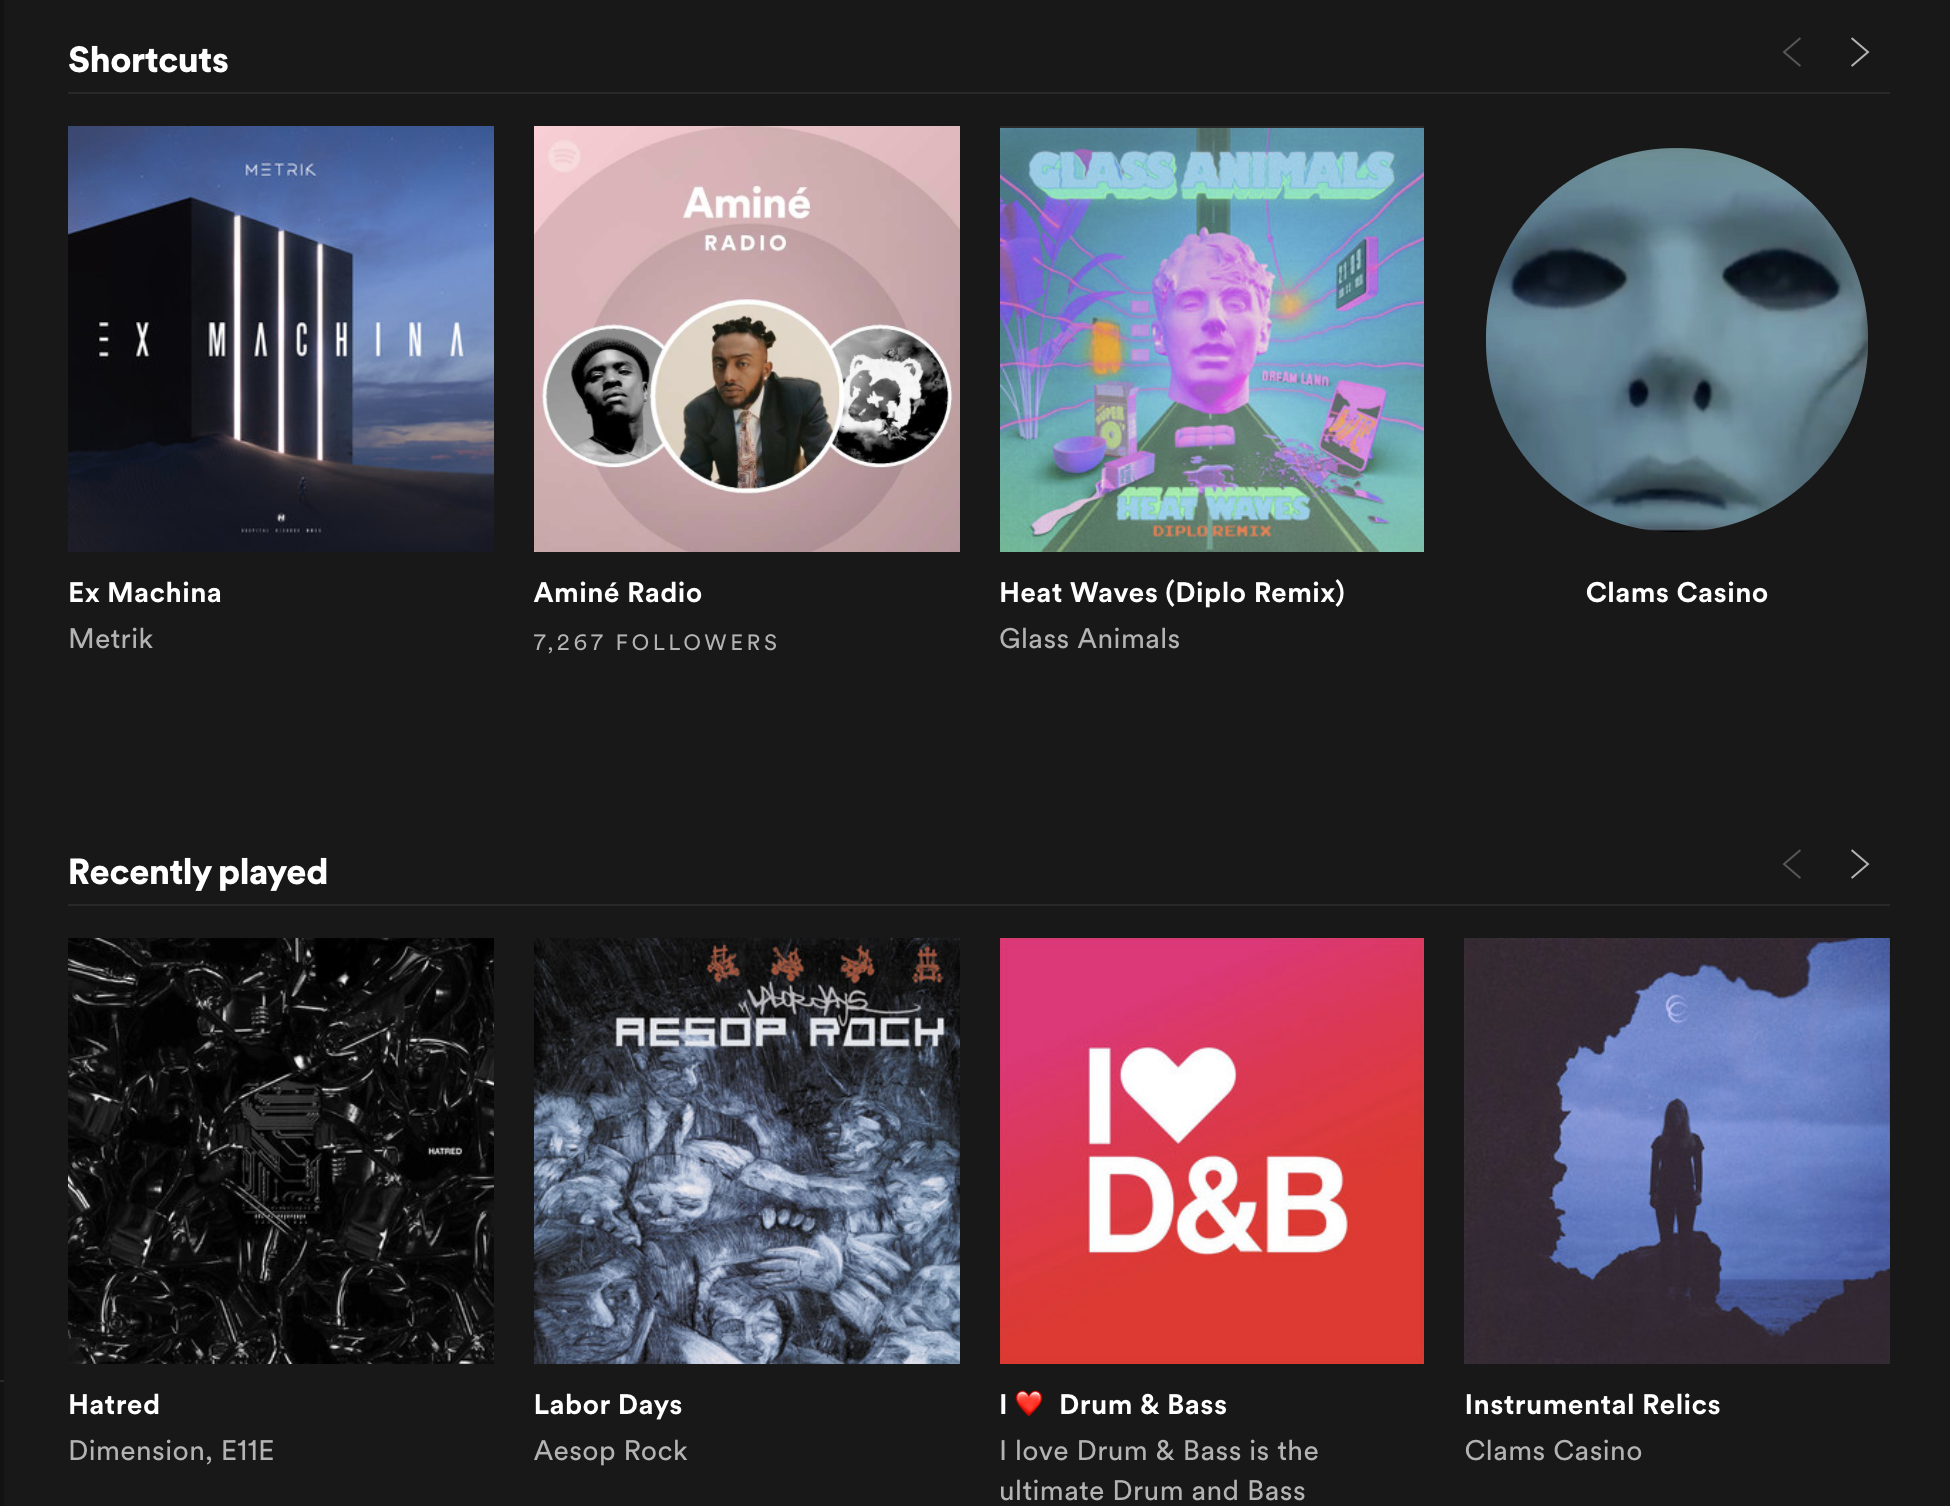 Shortcuts
METRIK
EX MACHINA
Aminé
RADIO
GLASS ANIMALS
21:03
DREAM LAND
SUPER
HEAT WAVES
DIPLO REMIX
Ex Machina
Metrik
Aminé Radio
7,267 FOLLOWERS
Heat Waves (Diplo Remix)
Glass Animals
Clams Casino
Recently played
HATRED
LABOR DAYS
AESOP ROCK
I ♥
D&B
Hatred
Dimension, E11E
Labor Days
Aesop Rock
I ❤️ Drum & Bass
I love Drum & Bass is the
ultimate Drum and Bass
Instrumental Relics
Clams Casino